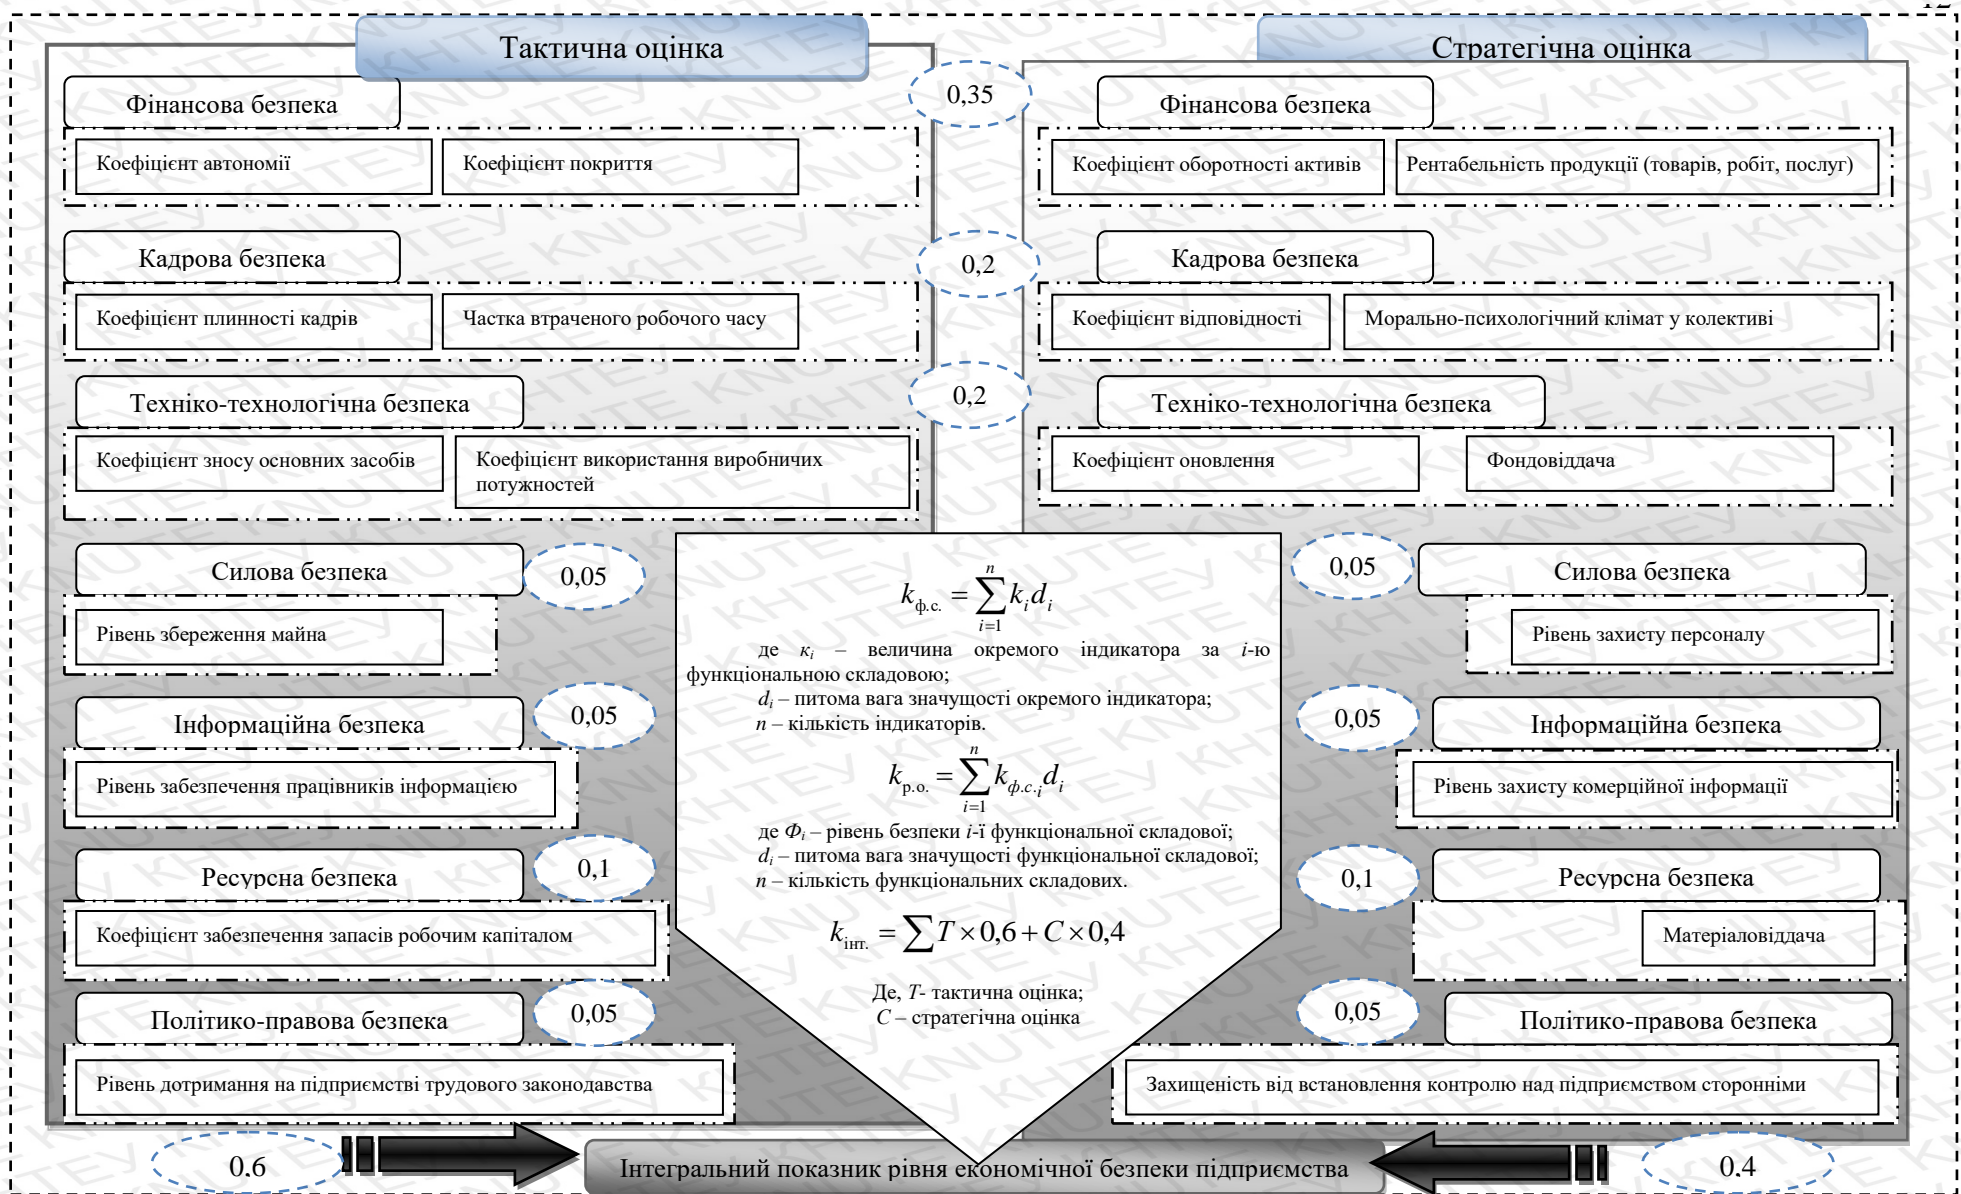 Тактична оцінка
Стратегічна оцінка
Фінансова безпека
0,35
Фінансова безпека
Коефіцієнт автономії
Коефіцієнт покриття
Коефіцієнт оборотності активів
Рентабельність продукції (товарів, робіт, послуг)
Кадрова безпека
0,2
Кадрова безпека
Коефіцієнт плинності кадрів
Частка втраченого робочого часу
Коефіцієнт відповідності
Морально-психологічний клімат у колективі
Техніко-технологічна безпека
0,2
Техніко-технологічна безпека
Коефіцієнт зносу основних засобів
Коефіцієнт використання виробничих
потужностей
Коефіцієнт оновлення
Фондовіддача
Силова безпека
0,05
0,05
Силова безпека
Рівень збереження майна
Рівень захисту персоналу
Інформаційна безпека
0,05
0,05
Інформаційна безпека
Рівень забезпечення працівників інформацією
Рівень захисту комерційної інформації
Ресурсна безпека
0,1
0,1
Ресурсна безпека
Коефіцієнт забезпечення запасів робочим капіталом
Матеріаловіддача
Політико-правова безпека
0,05
0,05
Політико-правова безпека
Рівень дотримання на підприємстві трудового законодавства
Захищеність від встановлення контролю над підприємством сторонніми
k_ф.с. = ∑_{i=1}^{n} k_i d_i
де к_i – величина окремого індикатора за i-ю
функціональною складовою;
d_i – питома вага значущості окремого індикатора;
n – кількість індикаторів.
k_р.о. = ∑_{i=1}^{n} k_{ф.с.i} d_i
де Ф_i – рівень безпеки i-ї функціональної складової;
d_i – питома вага значущості функціональної складової;
n – кількість функціональних складових.
k_інт. = ∑ T × 0,6 + C × 0,4
Де, Т- тактична оцінка;
С – стратегічна оцінка
0,6
Інтегральний показник рівня економічної безпеки підприємства
0,4